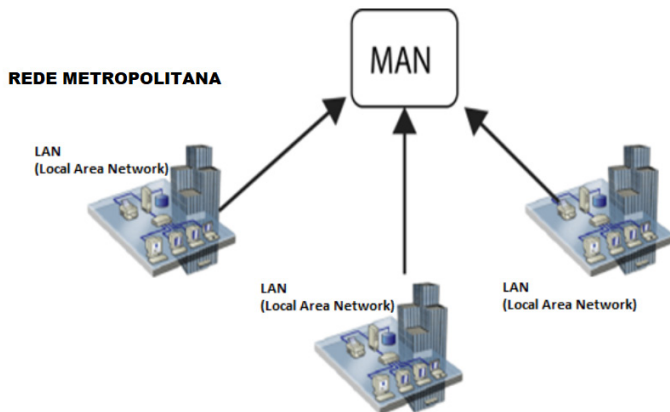 MAN
REDE METROPOLITANA
LAN
(Local Area Network)
LAN
(Local Area Network)
LAN
(Local Area Network)